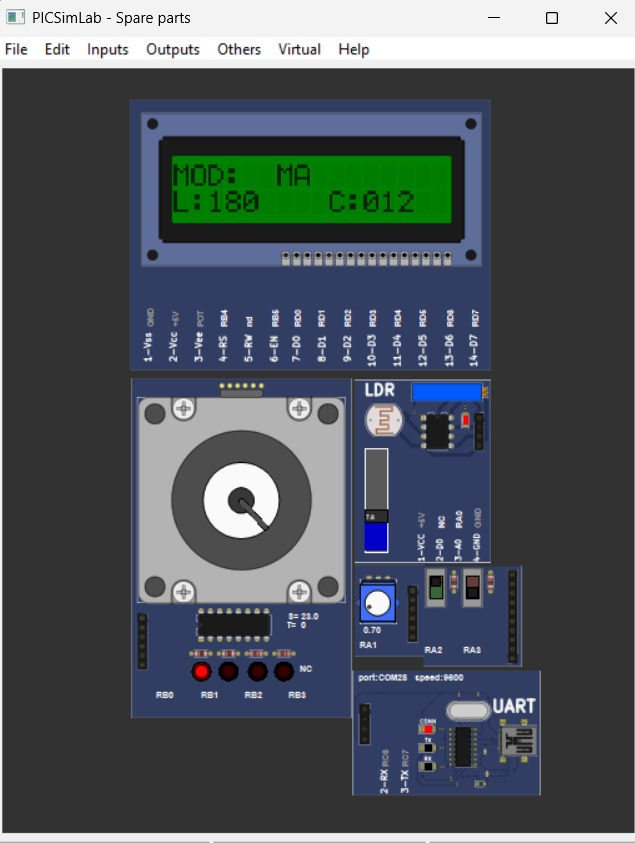 PICSimLab - Spare parts
File Edit Inputs Outputs Others Virtual Help
MOD: MA
L:180 C:012
1-Vss GND
2-Vcc +5V
3-Vee POT
4-RS RB4
5-RW nd
6-EN RB5
7-D0 RD0
8-D1 RD1
9-D2 RD2
10-D3 RD3
11-D4 RD4
12-D5 RD5
13-D6 RD6
14-D7 RD7
LDR
7.0
1-VCC +5V
2-D0 NC
3-A0 RA0
4-GND GND
S= 23.0
T= 0
NC
RB0 RB1 RB2 RB3
0.70
RA1 RA2 RA3
port:COM28 speed:9600
UART
CONN
TX
RX
2-RX RC6
3-TX RC7